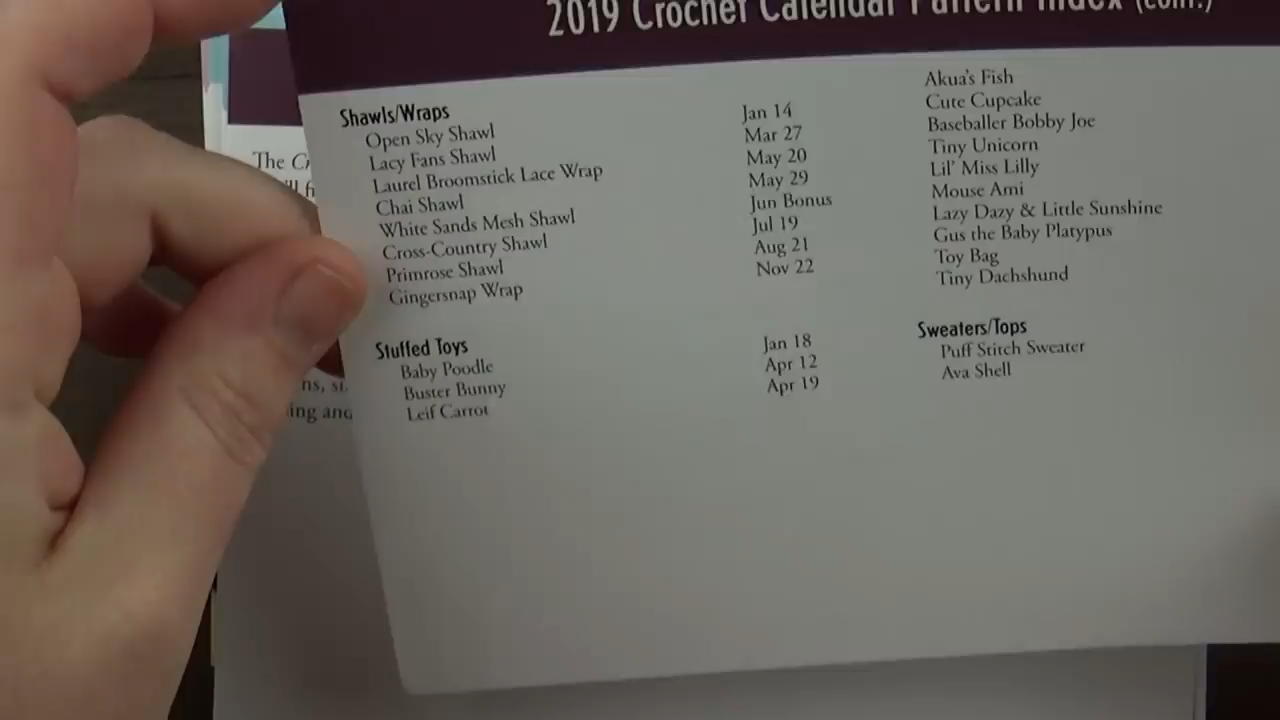 2019 Crochet Calendar Pattern Index (cont.)
Shawls/Wraps
Open Sky Shawl Jan 14
Lacy Fans Shawl Mar 27
Laurel Broomstick Lace Wrap May 20
Chai Shawl May 29
White Sands Mesh Shawl Jun Bonus
Cross-Country Shawl Jul 19
Primrose Shawl Aug 21
Gingersnap Wrap Nov 22
Stuffed Toys
Baby Poodle Jan 18
Buster Bunny Apr 12
Leif Carrot Apr 19
Akua's Fish
Cute Cupcake
Baseballer Bobby Joe
Tiny Unicorn
Lil' Miss Lilly
Mouse Ami
Lazy Dazy & Little Sunshine
Gus the Baby Platypus
Toy Bag
Tiny Dachshund
Sweaters/Tops
Puff Stitch Sweater
Ava Shell
The
ing and